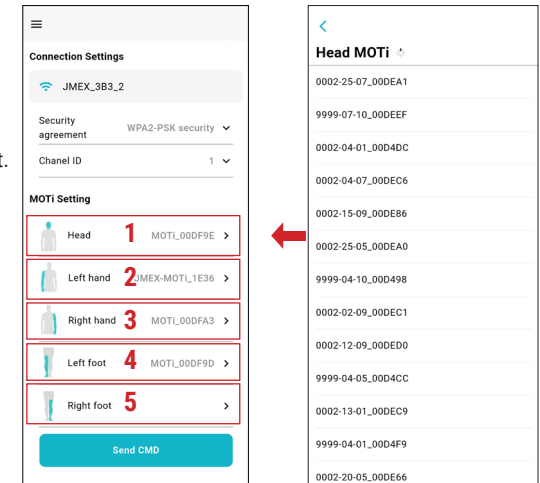 t.
Connection Settings
JMEX_3B3_2
Security agreement WPA2-PSK security
Chanel ID 1
MOTi Setting
Head 1 MOTi_00DF9E
Left hand 2 JMEX-MOTi_1E36
Right hand 3 MOTi_00DFA3
Left foot 4 MOTi_00DF9D
Right foot 5
Send CMD
Head MOTi
0002-25-07_00DEA1
9999-07-10_00DEEF
0002-04-01_00D4DC
0002-04-07_00DEC6
0002-15-09_00DE86
0002-25-05_00DEA0
9999-04-10_00D498
0002-02-09_00DEC1
0002-12-09_00DED0
9999-04-05_00D4CC
0002-13-01_00DEC9
9999-04-01_00D4F9
0002-20-05_00DE66